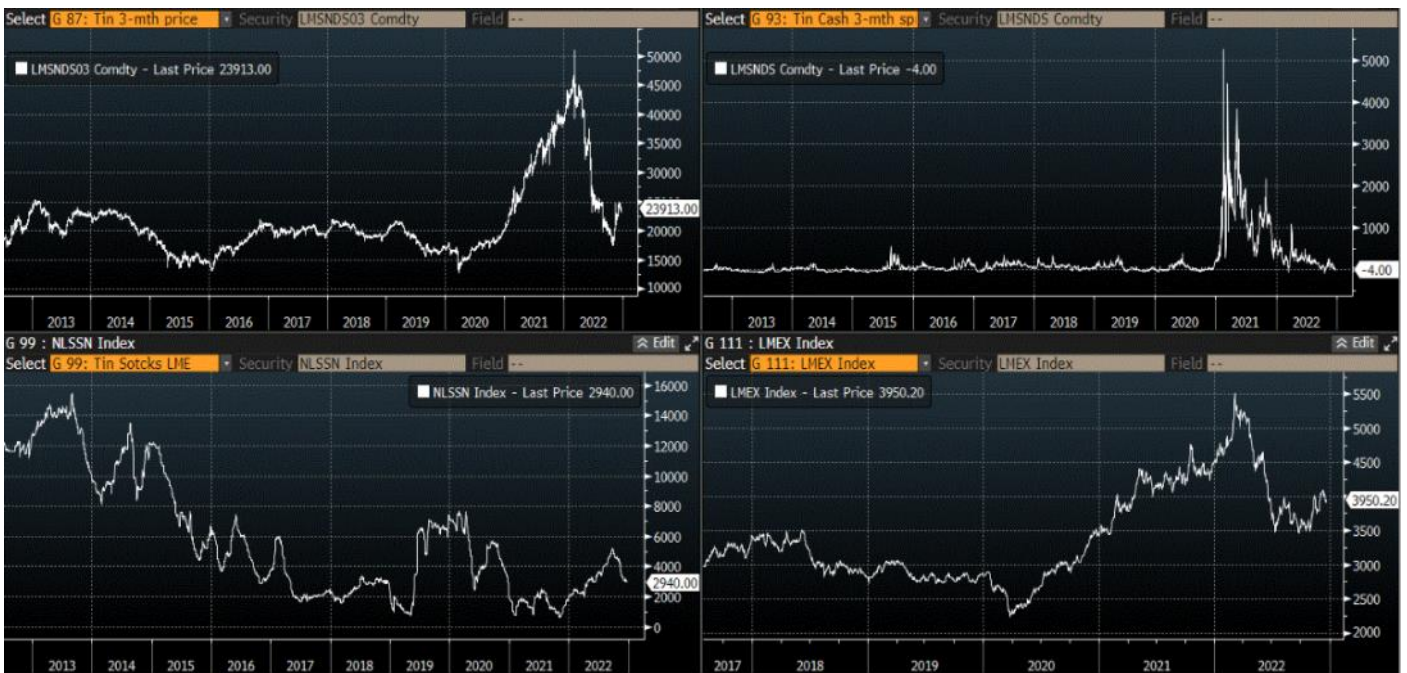 Select G 87: Tin 3-mth price Security LMSNDS03 Comdty Field --
LMSNDS03 Comdty - Last Price 23913.00
50000
45000
40000
35000
30000
23913.00
20000
15000
10000
2013 2014 2015 2016 2017 2018 2019 2020 2021 2022
Select G 93: Tin Cash 3-mth sp Security LMSNDS Comdty Field --
LMSNDS Comdty - Last Price -4.00
5000
4000
3000
2000
1000
-4.00
2013 2014 2015 2016 2017 2018 2019 2020 2021 2022
G 99 : NLSSN Index Edit
Select G 99: Tin Sotcks LME Security NLSSN Index Field --
NLSSN Index - Last Price 2940.00
16000
14000
12000
10000
8000
6000
4000
2940.00
2000
0
2013 2014 2015 2016 2017 2018 2019 2020 2021 2022
G 111 : LMEX Index Edit
Select G 111: LMEX Index Security LMEX Index Field --
LMEX Index - Last Price 3950.20
5500
5000
4500
3950.20
3500
3000
2500
2000
2017 2018 2019 2020 2021 2022